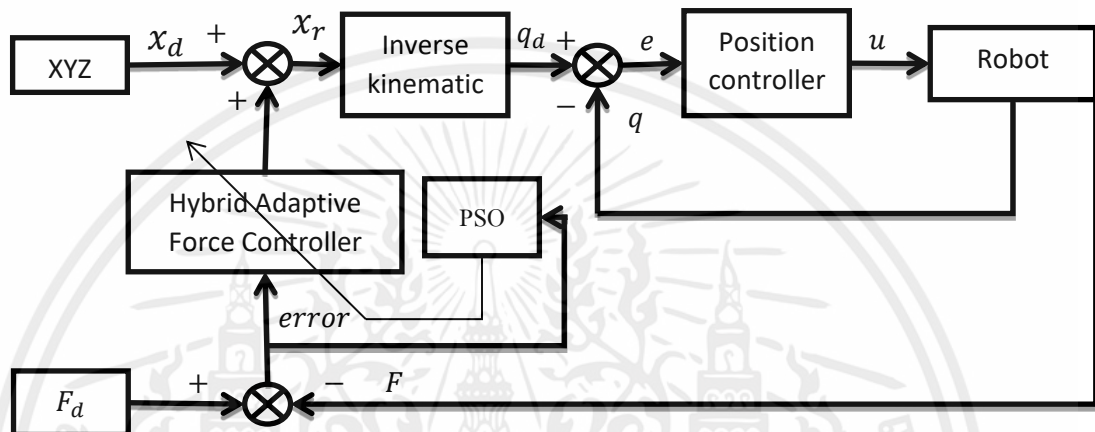 XYZ
x_d
+
+
x_r
Inverse
kinematic
q_d
+
−
e
Position
controller
u
Robot
q
Hybrid Adaptive
Force Controller
PSO
error
F_d
+
−
F